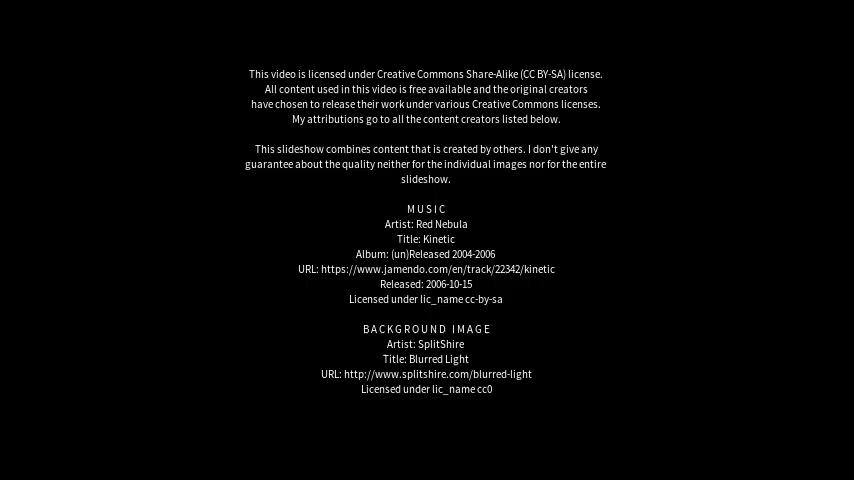 This video is licensed under Creative Commons Share-Alike (CC BY-SA) license.
All content used in this video is free available and the original creators
have chosen to release their work under various Creative Commons licenses.
My attributions go to all the content creators listed below.
This slideshow combines content that is created by others. I don't give any
guarantee about the quality neither for the individual images nor for the entire
slideshow.
MUSIC
Artist: Red Nebula
Title: Kinetic
Album: (un)Released 2004-2006
URL: https://www.jamendo.com/en/track/22342/kinetic
Released: 2006-10-15
Licensed under lic_name cc-by-sa
BACKGROUND IMAGE
Artist: SplitShire
Title: Blurred Light
URL: http://www.splitshire.com/blurred-light
Licensed under lic_name cc0